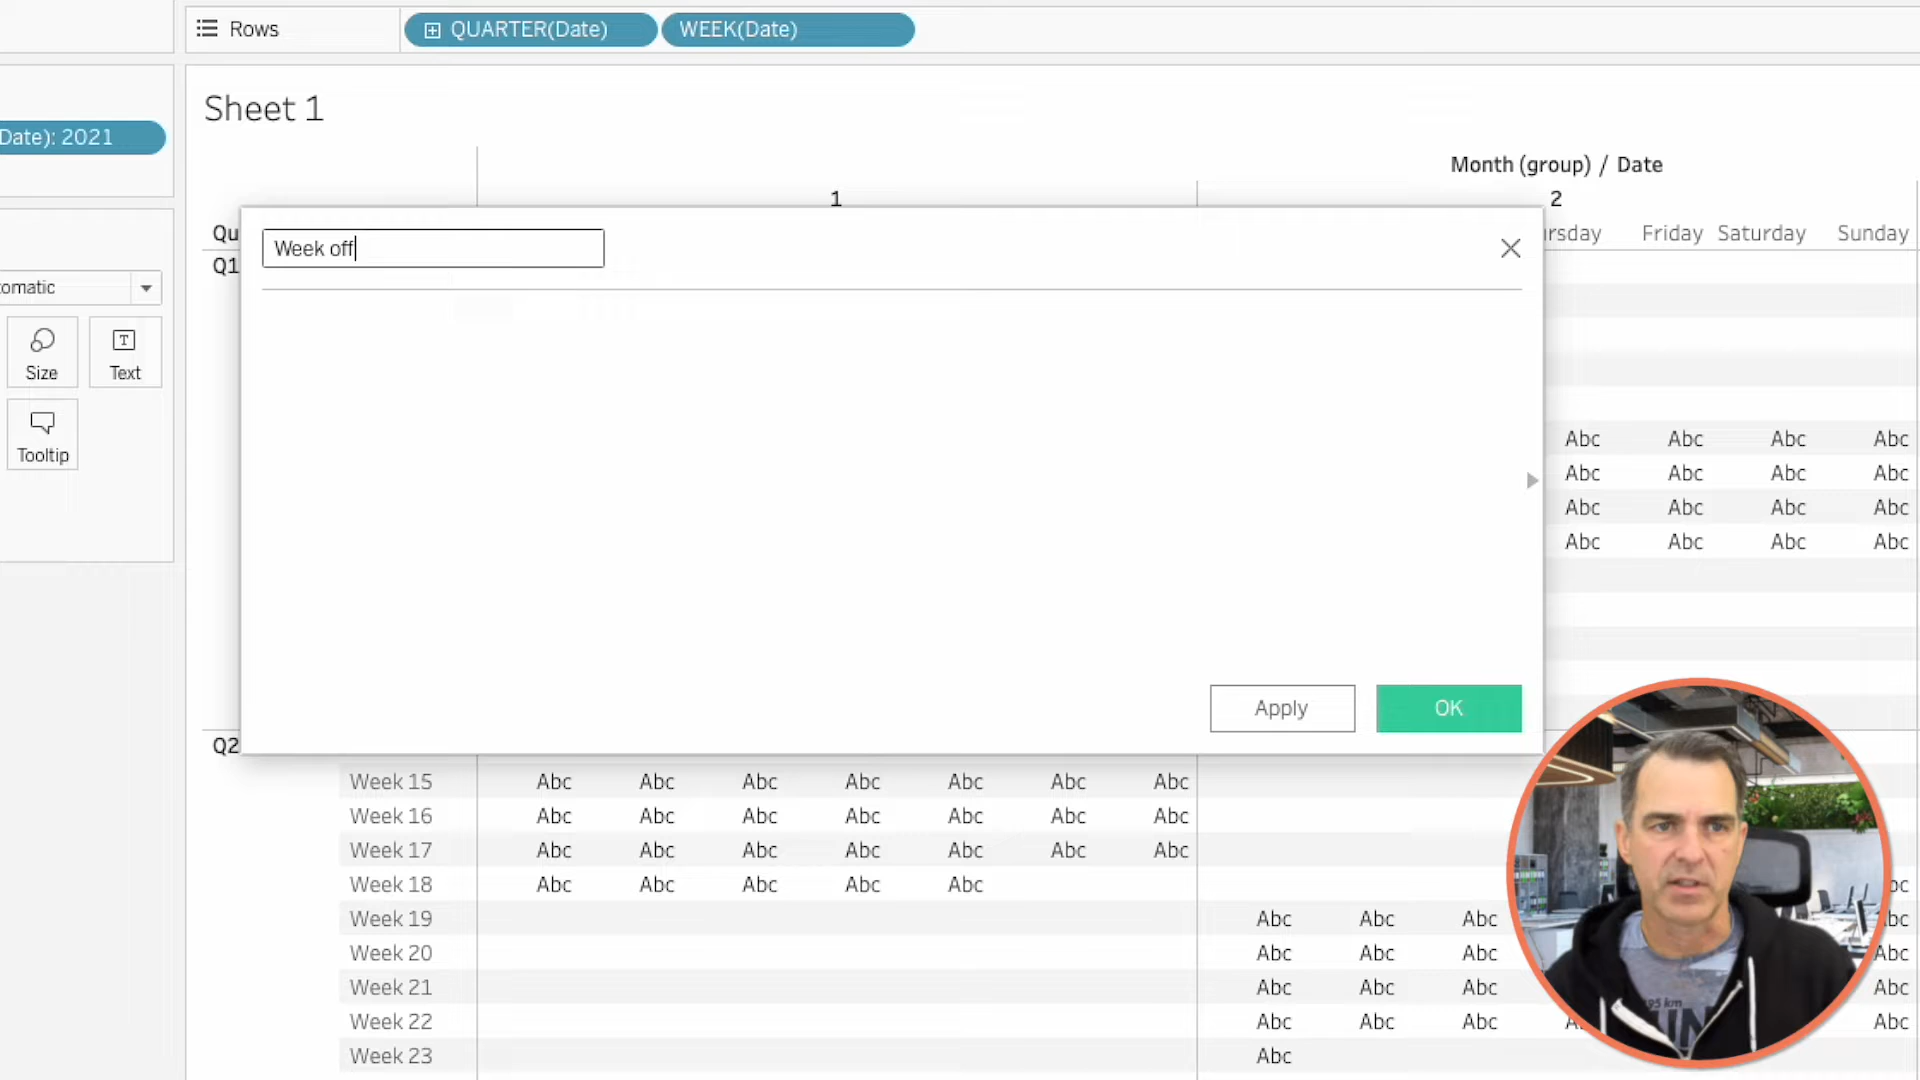 Rows
QUARTER(Date)
WEEK(Date)
Sheet 1
Date): 2021
Month (group) / Date
1
2
Qu
rsday Friday Saturday Sunday
Week off
Q1
omatic
Size
Text
Tooltip
Abc Abc Abc Abc
Abc Abc Abc Abc
Abc Abc Abc Abc
Abc Abc Abc Abc
Apply
OK
Q2
Week 15 Abc Abc Abc Abc Abc Abc Abc
Week 16 Abc Abc Abc Abc Abc Abc Abc
Week 17 Abc Abc Abc Abc Abc Abc Abc
Week 18 Abc Abc Abc Abc Abc bc
Week 19 Abc Abc Abc bc
Week 20 Abc Abc Abc Abc
Week 21 Abc Abc Abc Abc
Week 22 Abc Abc Abc A Abc
Week 23 Abc